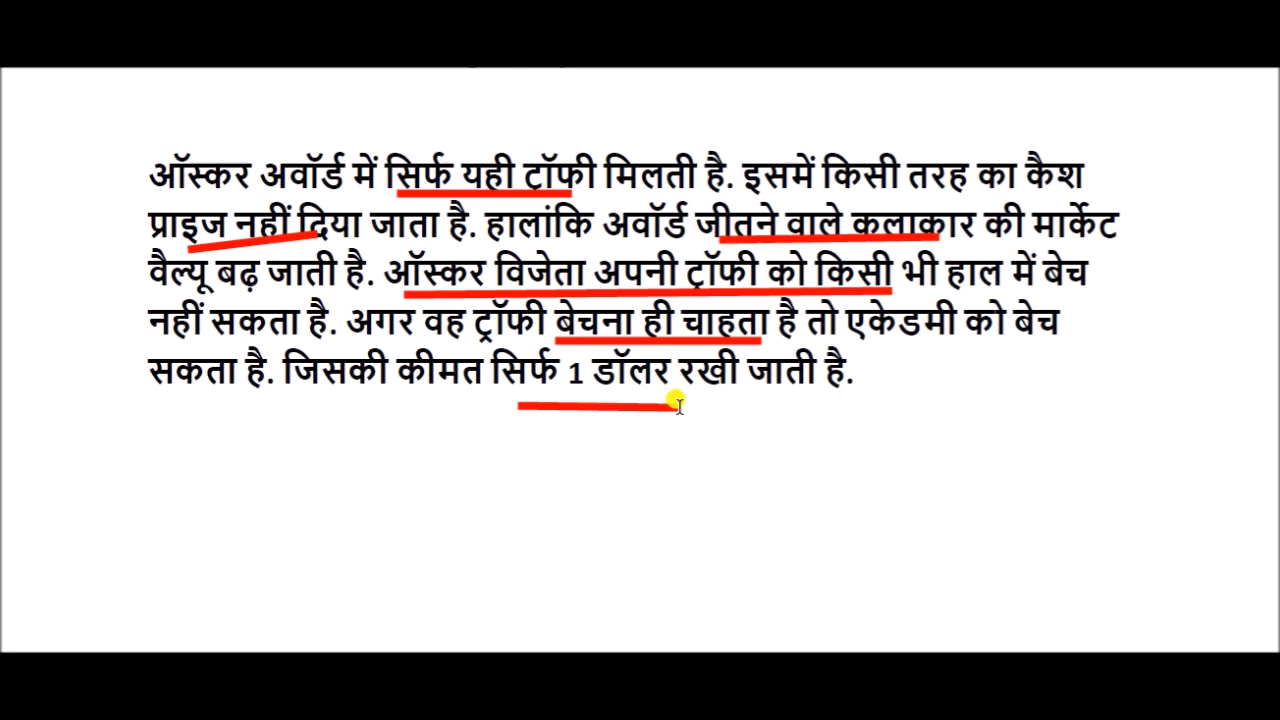 ऑस्कर अवॉर्ड में सिर्फ यही ट्रॉफी मिलती है. इसमें किसी तरह का कैश
प्राइज नहीं दिया जाता है. हालांकि अवॉर्ड जीतने वाले कलाकार की मार्केट
वैल्यू बढ़ जाती है. ऑस्कर विजेता अपनी ट्रॉफी को किसी भी हाल में बेच
नहीं सकता है. अगर वह ट्रॉफी बेचना ही चाहता है तो एकेडमी को बेच
सकता है. जिसकी कीमत सिर्फ 1 डॉलर रखी जाती है.